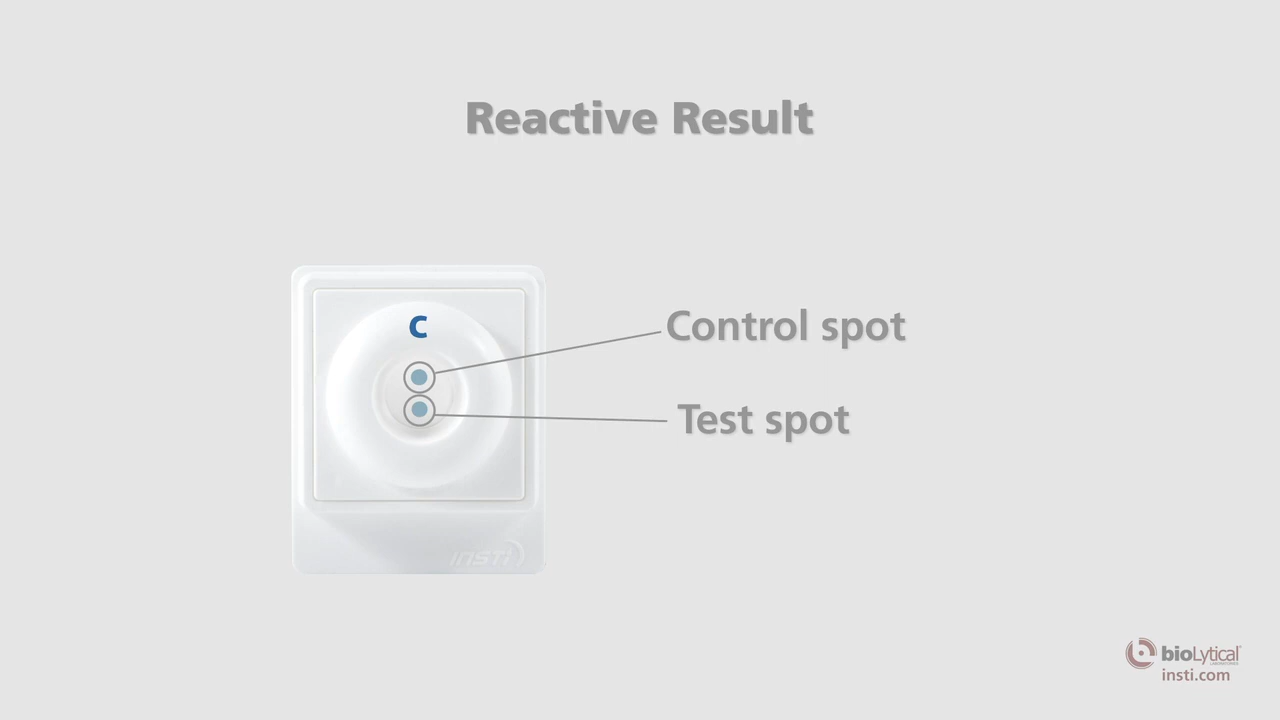 Reactive Result
C
Control spot
Test spot
INSTI
bioLytical
insti.com